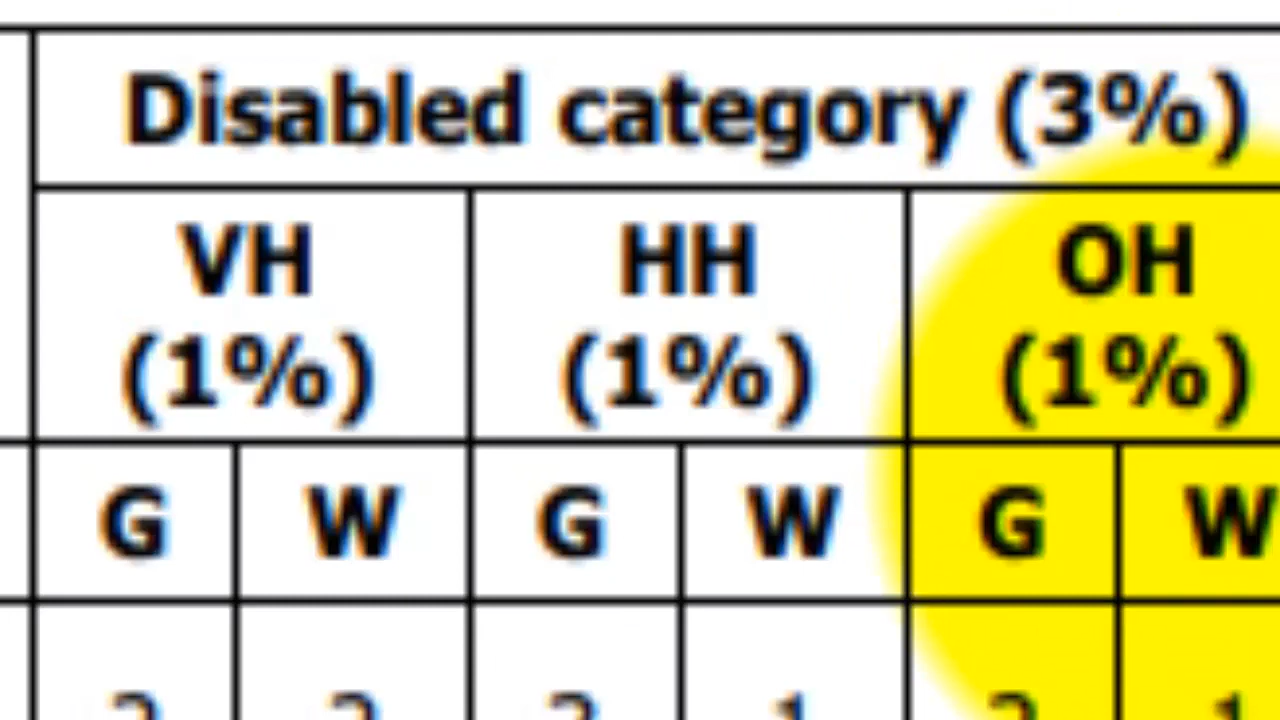 Disabled category (3%)
VH HH OH
(1%) (1%) (1%)
G W G W G W